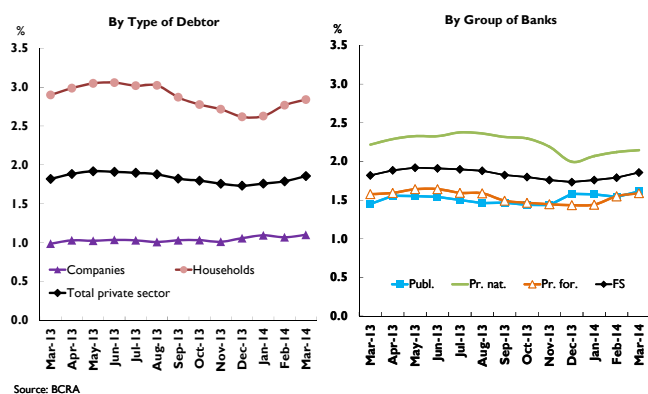 By Type of Debtor
%
3.5
3.0
2.5
2.0
1.5
1.0
0.5
0.0
Companies
Households
Total private sector
Mar-13
Apr-13
May-13
Jun-13
Jul-13
Aug-13
Sep-13
Oct-13
Nov-13
Dec-13
Jan-14
Feb-14
Mar-14
By Group of Banks
%
3.5
3.0
2.5
2.0
1.5
1.0
0.5
0.0
Publ.
Pr. nat.
Pr. for.
FS
Mar-13
Apr-13
May-13
Jun-13
Jul-13
Aug-13
Sep-13
Oct-13
Nov-13
Dec-13
Jan-14
Feb-14
Mar-14
Source: BCRA